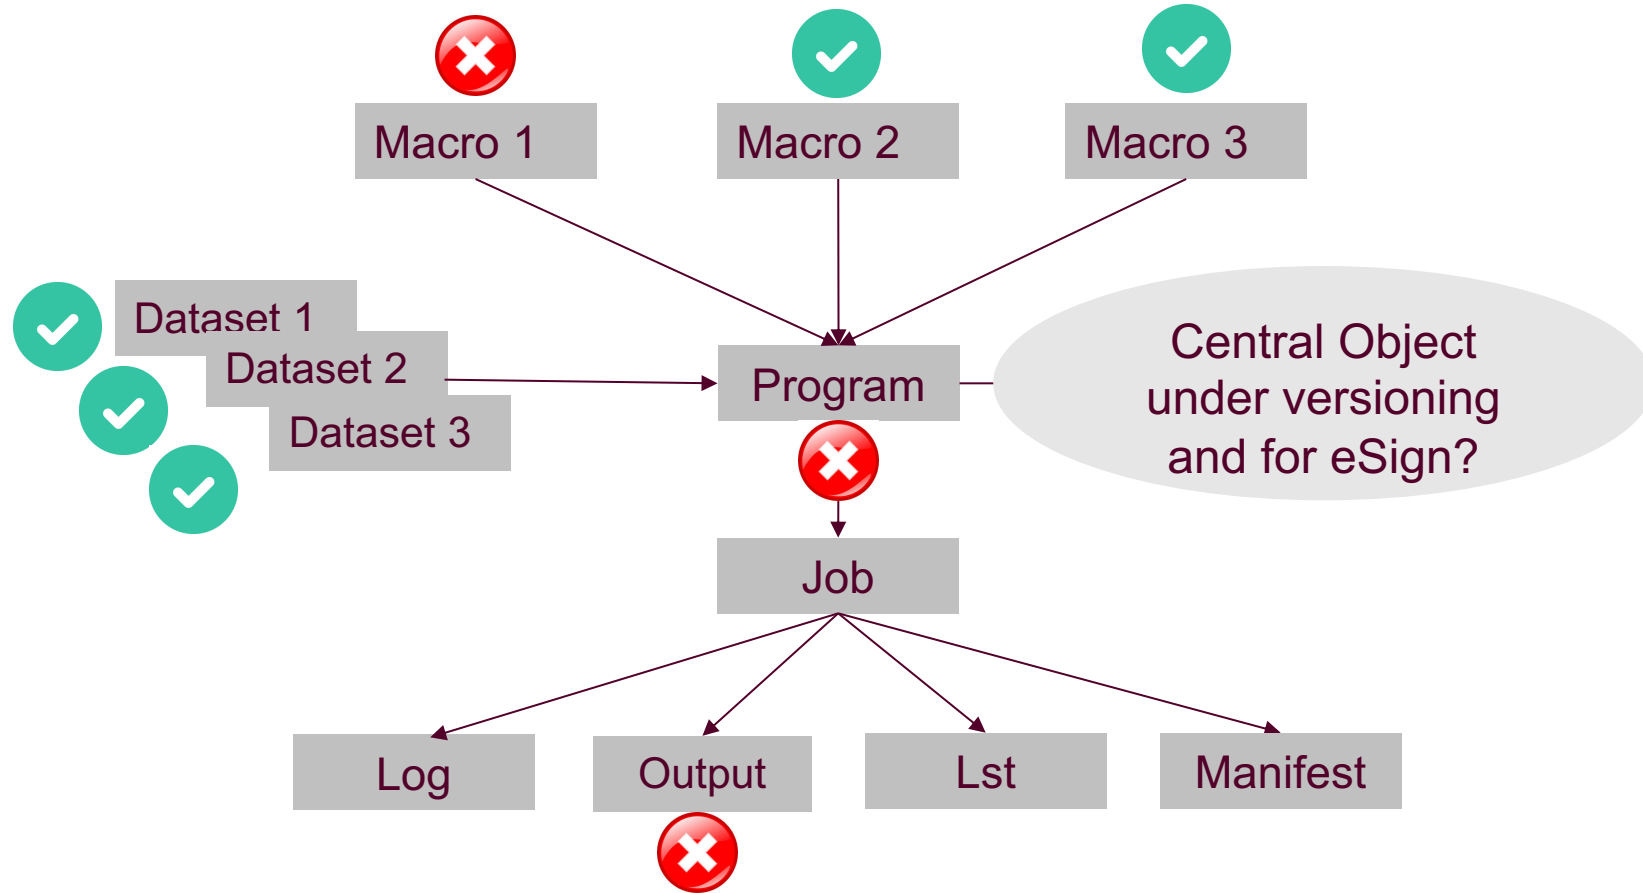 Macro 1
Macro 2
Macro 3
Dataset 1
Dataset 2
Dataset 3
Program
Central Object
under versioning
and for eSign?
Job
Log
Output
Lst
Manifest